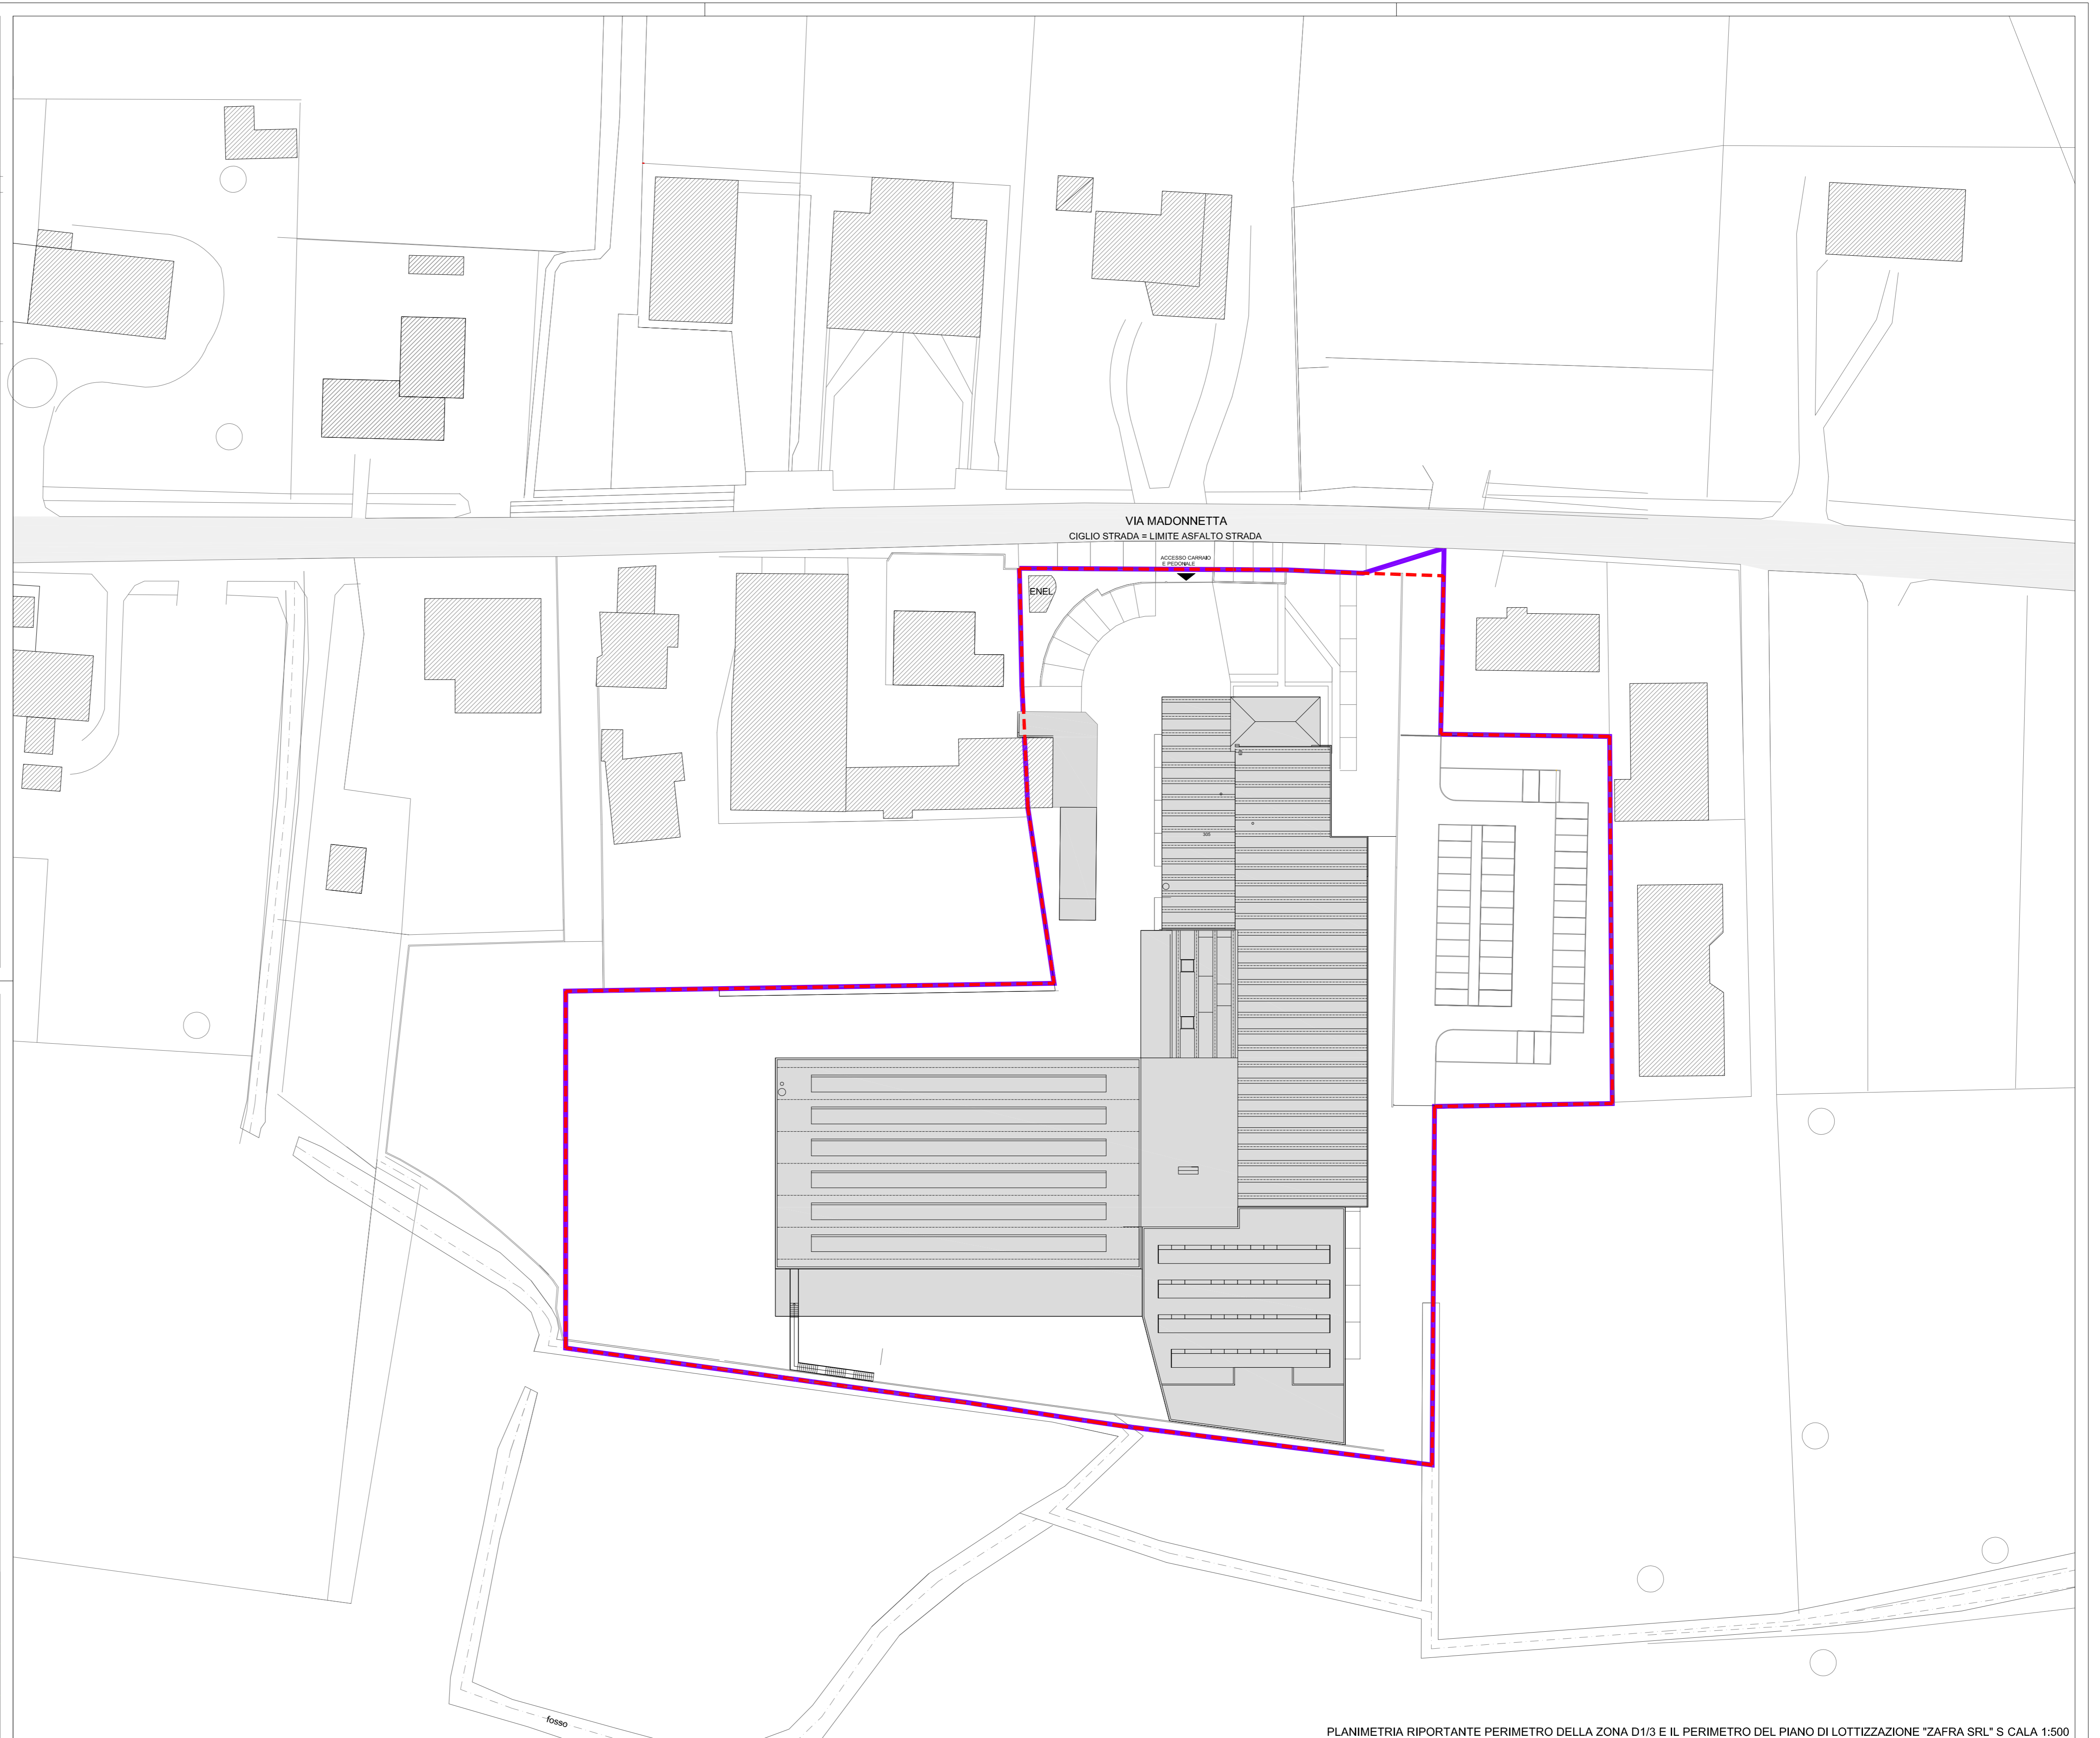 VIA MADONNETTA
CIGLIO STRADA = LIMITE ASFALTO STRADA
ACCESSO CARRAIO
E PEDONALE
ENEL
fosso
PLANIMETRIA RIPORTANTE PERIMETRO DELLA ZONA D1/3 E IL PERIMETRO DEL PIANO DI LOTTIZZAZIONE "ZAFRA SRL" S CALA 1:500